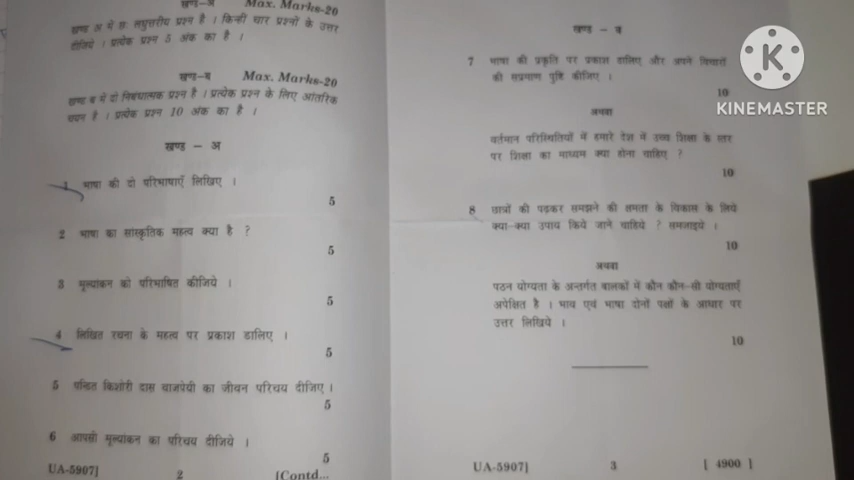 खण्ड-अ Max. Marks-20
खण्ड अ में छः लघुत्तरीय प्रश्न है । किन्हीं चार प्रश्नों के उत्तर
दीजिये । प्रत्येक प्रश्न 5 अंक का है ।
खण्ड-ब Max. Marks-20
खण्ड ब में दो निबंधात्मक प्रश्न है । प्रत्येक प्रश्न के लिए आंतरिक
चयन है । प्रत्येक प्रश्न 10 अंक का है ।
खण्ड - अ
1 भाषा की दो परिभाषाएँ लिखिए ।
5
2 भाषा का सांस्कृतिक महत्व क्या है ?
5
3 मूल्यांकन को परिभाषित कीजिये ।
5
4 लिखित रचना के महत्व पर प्रकाश डालिए ।
5
5 पन्डित किशोरी दास वाजपेयी का जीवन परिचय दीजिए ।
5
6 आपसी मूल्यांकन का परिचय दीजिये ।
5
UA-5907] 2 [Contd...
खण्ड - ब
7 भाषा की प्रकृति पर प्रकाश डालिए और अपने विचारों
की सप्रमाण पुष्टि कीजिए ।
10
अथवा
वर्तमान परिस्थितियों में हमारे देश में उच्च शिक्षा के स्तर
पर शिक्षा का माध्यम क्या होना चाहिए ?
10
8 छात्रों की पढ़कर समझने की क्षमता के विकास के लिये
क्या-क्या उपाय किये जाने चाहिये ? समजाइये ।
10
अथवा
पठन योग्यता के अन्तर्गत बालकों में कौन कौन-सी योग्यताएँ
अपेक्षित है । भाव एवं भाषा दोनों पक्षों के आधार पर
उत्तर लिखिये ।
10
UA-5907] 3 [ 4900 ]
KINEMASTER